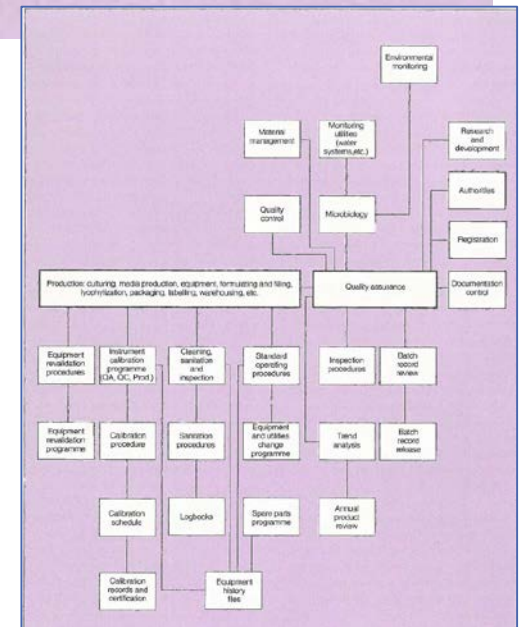 Environmental
monitoring
Material
management
Monitoring
utilities
(water
systems,etc.)
Research
and
development
Quality
control
Microbiology
Authorities
Registration
Production: culturing, media production, equipment, formulating and filling,
lyophylization, packaging, labelling, warehousing, etc.
Quality assurance
Documentation
control
Equipment
revalidation
procedures
Instrument
calibration
programme
(QA, QC, Prod.)
Cleaning,
sanitation
and
inspection
Standard
operating
procedures
Inspection
procedures
Batch
record
review
Equipment
revalidation
programme
Calibration
procedure
Sanitation
procedures
Equipment
and utilities
change
programme
Trend
analysis
Batch
record
release
Calibration
schedule
Logbooks
Spare parts
programme
Annual
product
review
Calibration
records and
certification
Equipment
history
files